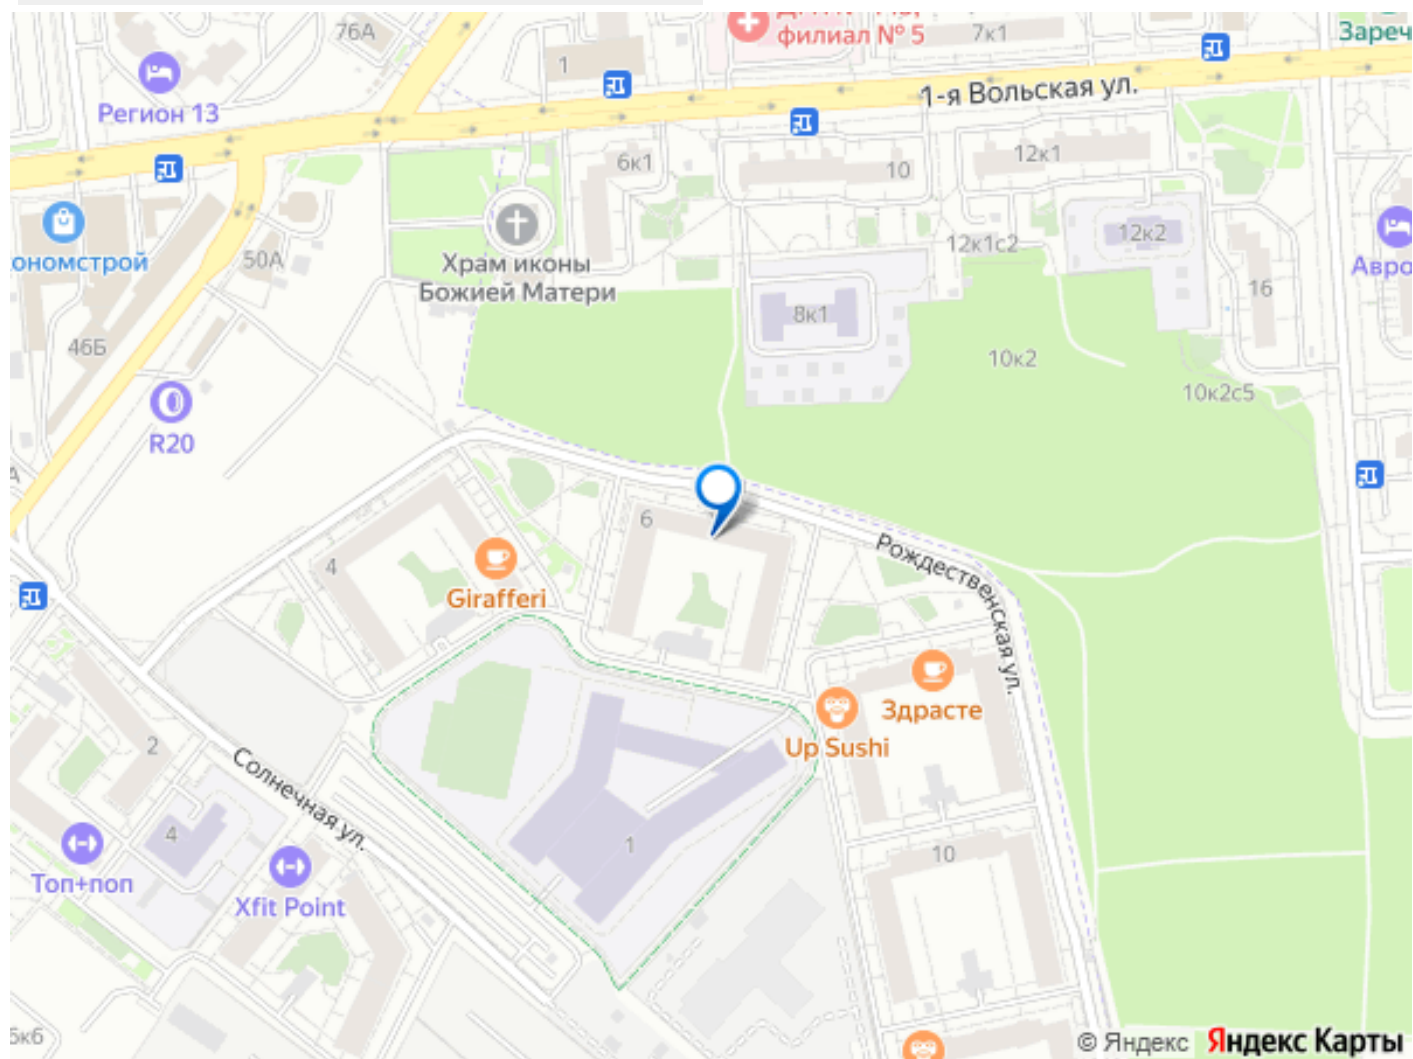 76А
филиал № 5
7к1
Зареч
1
Регион 13
1-я Вольская ул.
6к1
10
12к1
ономстрой
50А
Храм иконы
Божией Матери
12к1с2
12к2
Авро
16
46Б
8к1
10к2
10к2с5
R20
6
4
Girafferi
Рождественская ул.
Здрасте
Up Sushi
2
Солнечная ул.
4
1
10
Топ+поп
Xfit Point
5к6
© Яндекс Яндекс Карты